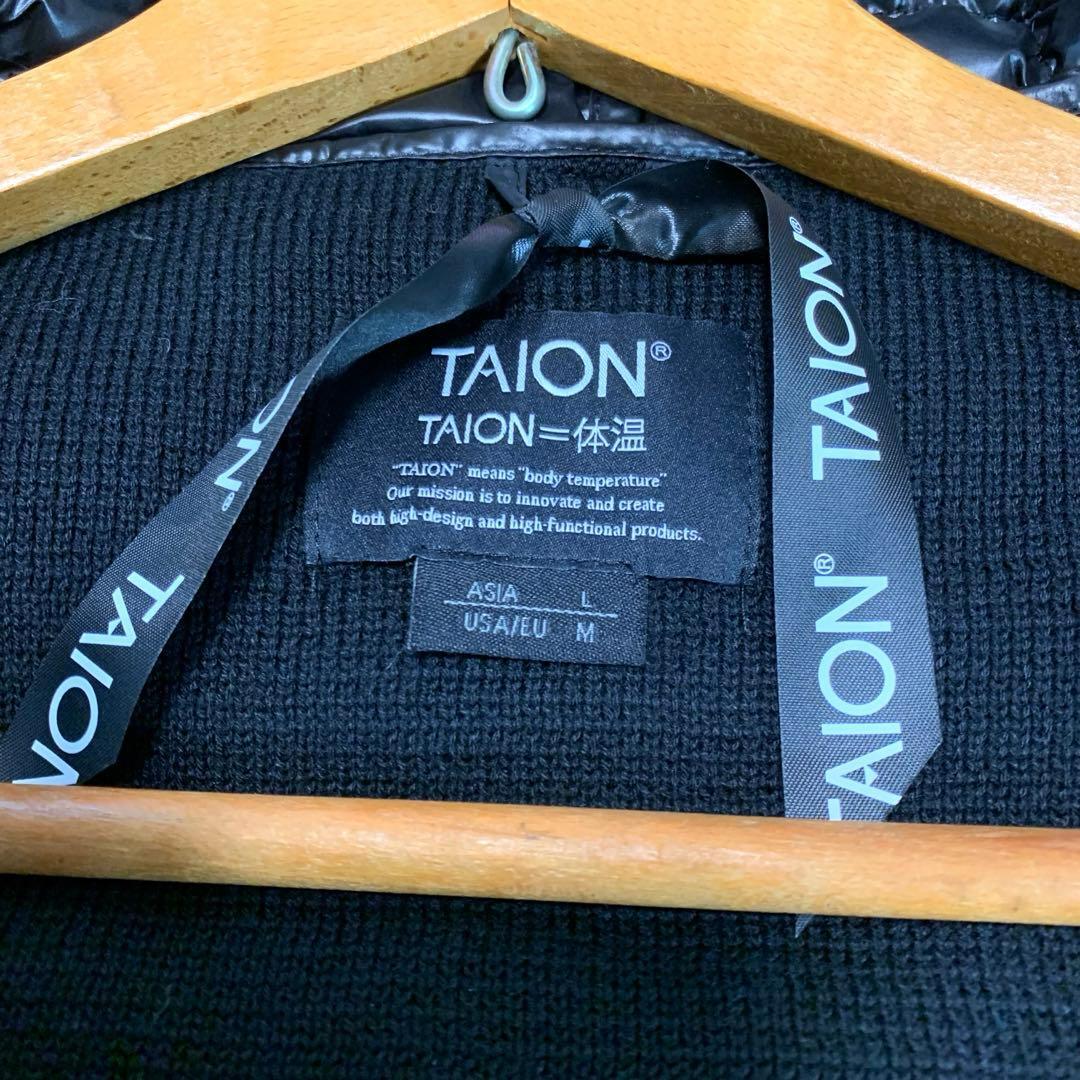 TAION®
TAION=体温
"TAION" means "body temperature"
Our mission is to innovate and create
both high-design and high-functional products.
ASIA L
USA/EU M
ON®
TAION
TAION®
TAION®